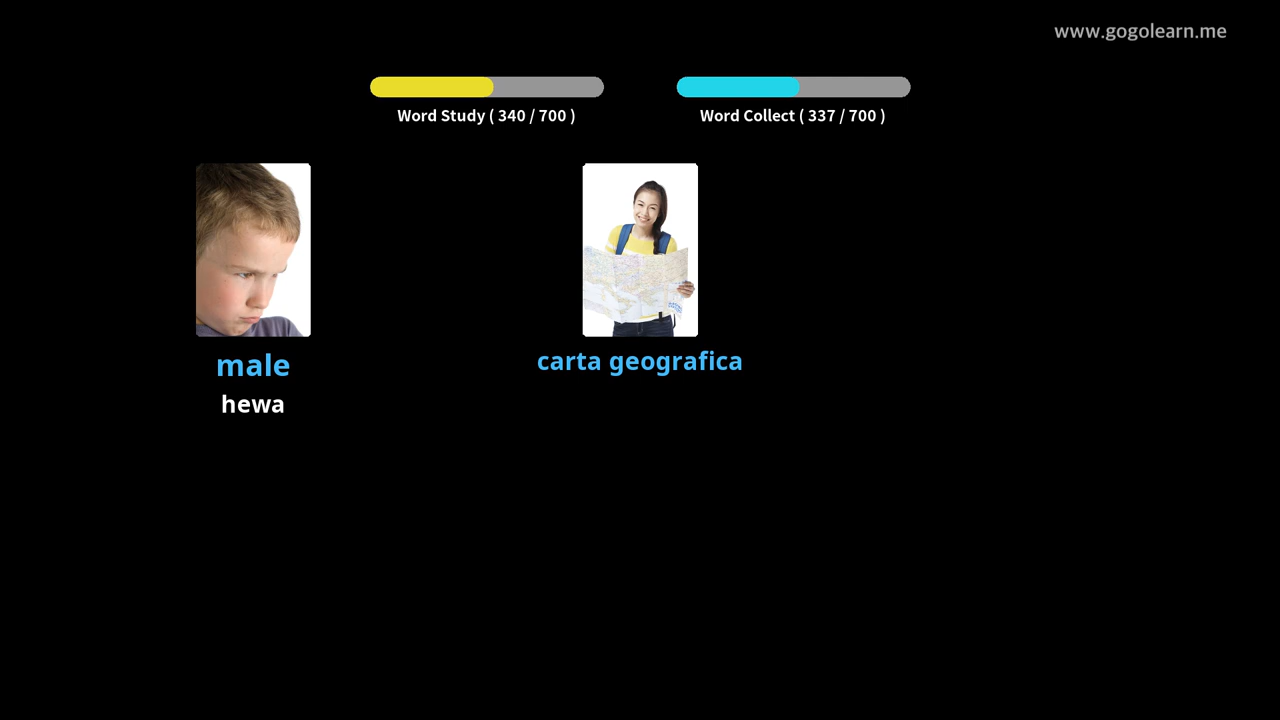 www.gogolearn.me
Word Study ( 340 / 700 )
Word Collect ( 337 / 700 )
male
hewa
carta geografica